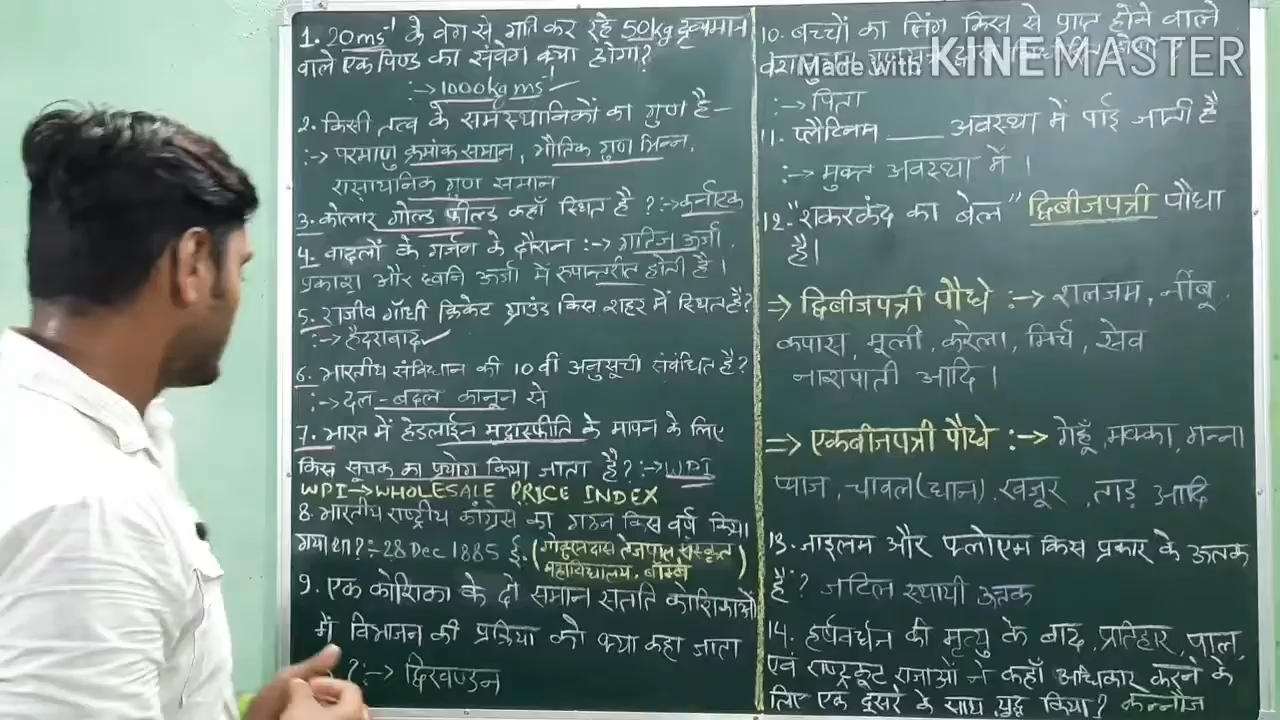 1. 20ms⁻¹ के वेग से गति कर रहे 50kg द्रव्यमान
वाले एक पिण्ड का संवेग क्या होगा?
:→ 1000kg ms⁻¹
2. किसी तत्व के समस्थानिकों का गुण है –
:→ परमाणु क्रमांक समान, भौतिक गुण भिन्न,
रासायनिक गुण समान
3. कोलार गोल्ड फील्ड कहाँ स्थित है ? :→ कर्नाटक
4. बादलों के गर्जन के दौरान :→ गतिज ऊर्जा
प्रकाश और ध्वनि ऊर्जा में रूपान्तरीत होती है।
5. राजीव गाँधी क्रिकेट ग्राउंड किस शहर में स्थित है?
:→ हैदराबाद ✓
6. भारतीय संविधान की 10 वीं अनुसूची संबंधित है?
:→ दल-बदल कानून से
7. भारत में हेडलाईन मुद्रास्फीति के मापन के लिए
किस सूचक का प्रयोग किया जाता है? :→ WPI
WPI → WHOLESALE PRICE INDEX
8. भारतीय राष्ट्रीय कांग्रेस का गठन किस वर्ष किया
गया था? :- 28 Dec 1885 ई. (गोकुलदास तेजपाल संस्कृत
महाविद्यालय, बॉम्बे)
9. एक कोशिका के दो समान संतति कोशिकाओं
में विभाजन की प्रक्रिया को क्या कहा जाता
? :→ द्विखण्डन
10. बच्चों का लिंग किस से प्राप्त होने वाले
Made with KINEMASTER
:→ पिता
11. प्लैटिनम ____ अवस्था में पाई जाती है
:→ मुक्त अवस्था में।
12. "शकरकंद का बेल" द्विबीजपत्री पौधा
है।
⇒ द्विबीजपत्री पौधे :→ शलजम, नींबू
कपास, मूली, करेला, मिर्च, सेव
नाशपाती आदि।
⇒ एकबीजपत्री पौधे :→ गेहूँ, मक्का, गन्ना
प्याज, चावल(धान) खजूर, ताड़ आदि
13. जाइलम और फ्लोएम किस प्रकार के ऊतक
हैं? जटिल स्थायी ऊतक
14. हर्षवर्धन की मृत्यु के बाद प्रतिहार, पाल,
एवं राष्ट्रकूट राजाओं ने कहाँ अधिकार करने के
लिए एक दूसरे के साथ युद्ध किया? कन्नौज